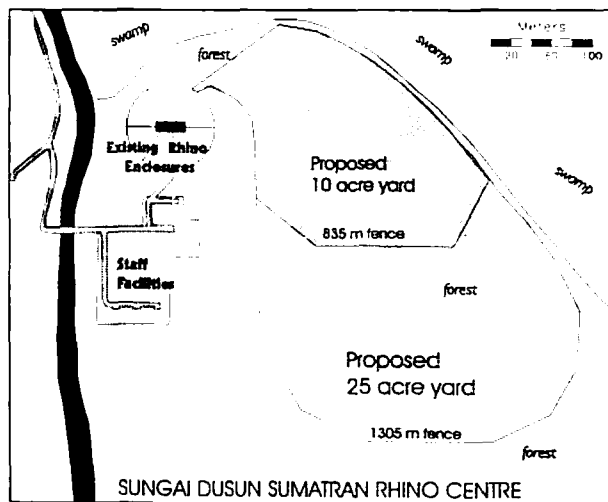 Meters
100
swamp
forest
swamp
Existing Rhino
Enclosures
Proposed
10 acre yard
swamp
835 m fence
Staff
Facilities
forest
Proposed
25 acre yard
1305 m fence
forest
SUNGAI DUSUN SUMATRAN RHINO CENTRE